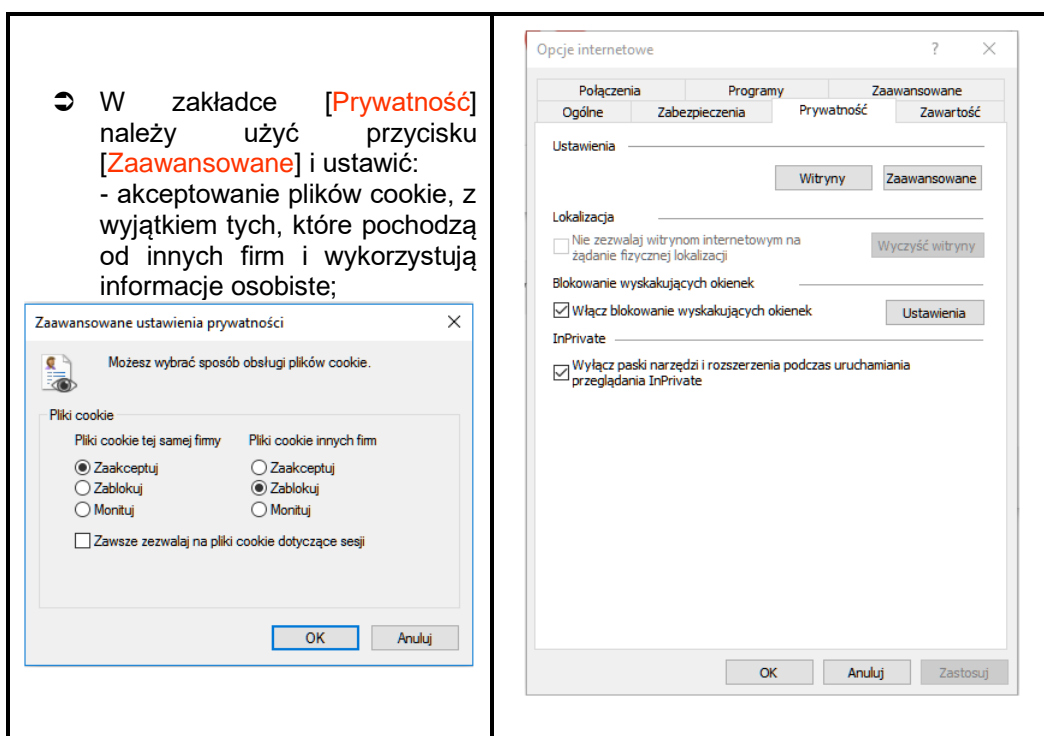 ➲ W zakładce [Prywatność]
należy użyć przycisku
[Zaawansowane] i ustawić:
- akceptowanie plików cookie, z
wyjątkiem tych, które pochodzą
od innych firm i wykorzystują
informacje osobiste;
Zaawansowane ustawienia prywatności
Możesz wybrać sposób obsługi plików cookie.
Pliki cookie
Pliki cookie tej samej firmy Pliki cookie innych firm
Zaakceptuj Zaakceptuj
Zablokuj Zablokuj
Monituj Monituj
Zawsze zezwalaj na pliki cookie dotyczące sesji
OK Anuluj
Opcje internetowe ?
Połączenia Programy Zaawansowane
Ogólne Zabezpieczenia Prywatność Zawartość
Ustawienia
Witryny Zaawansowane
Lokalizacja
Nie zezwalaj witrynom internetowym na
żądanie fizycznej lokalizacji
Wyczyść witryny
Blokowanie wyskakujących okienek
Włącz blokowanie wyskakujących okienek Ustawienia
InPrivate
Wyłącz paski narzędzi i rozszerzenia podczas uruchamiania
przeglądania InPrivate
OK Anuluj Zastosuj